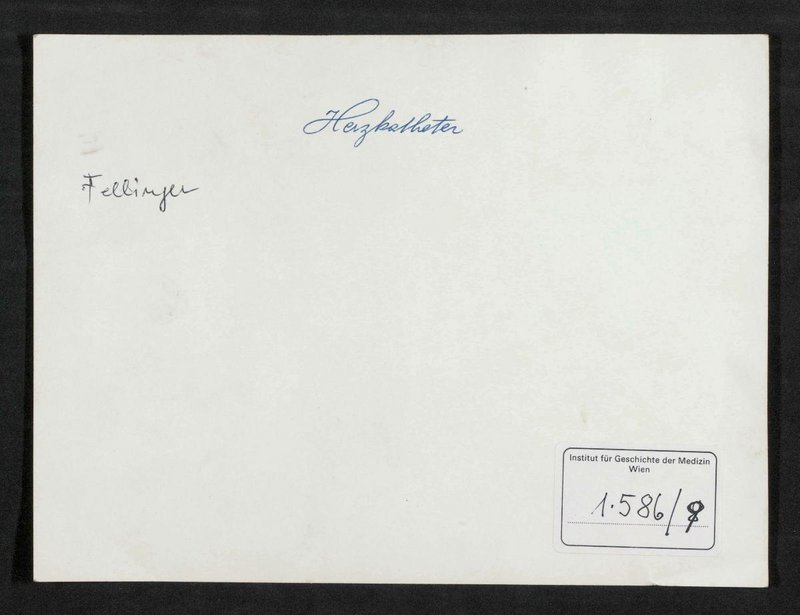 Herzkatheter
Fellinger
Institut für Geschichte der Medizin
Wien
1.586/